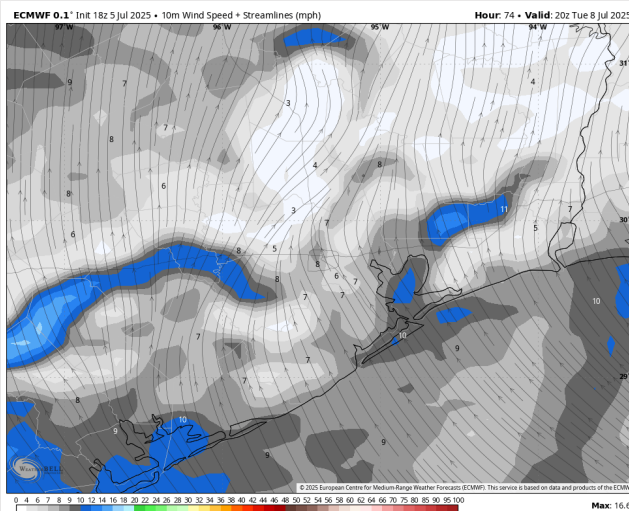 ECMWF 0.1° Init 18z 5 Jul 2025 • 10m Wind Speed + Streamlines (mph) Hour: 74 • Valid: 20z Tue 8 Jul 2025
97°W 96°W 95°W 94°W
31°
9 7 4
3
7
8
8 4 8
6
8
3 11 7
7
6 5
8 5
8
8 6 7
7 7
10
30°
10
7 9
7
29°
7
8
10
9
9
9
WeatherBELL
© 2025 European Centre for Medium-Range Weather Forecasts (ECMWF). This service is based on data and products of the ECMW
0 4 6 7 8 9 10 12 14 16 18 20 22 24 26 28 30 32 34 36 38 40 42 44 46 48 50 52 54 56 58 60 65 70 75 80 85 90 95 100
Max: 16.6